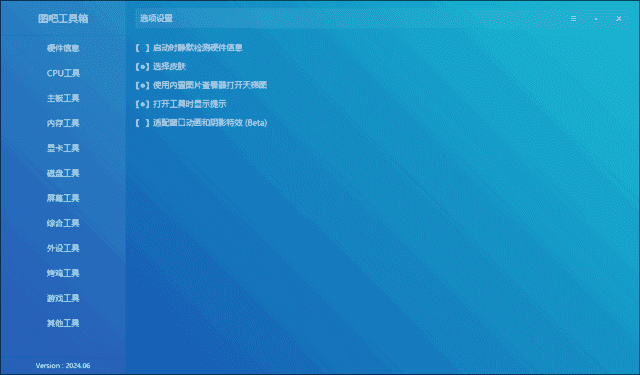 图吧工具箱
选项设置
硬件信息
CPU工具
主板工具
内存工具
显卡工具
磁盘工具
屏幕工具
综合工具
外设工具
烤鸡工具
游戏工具
其他工具
Version : 2024.06
[ ] 启动时静默检测硬件信息
[●] 选择皮肤
[●] 使用内置图片查看器打开天梯图
[●] 打开工具时显示提示
[ ] 适配窗口动画和阴影特效 (Beta)